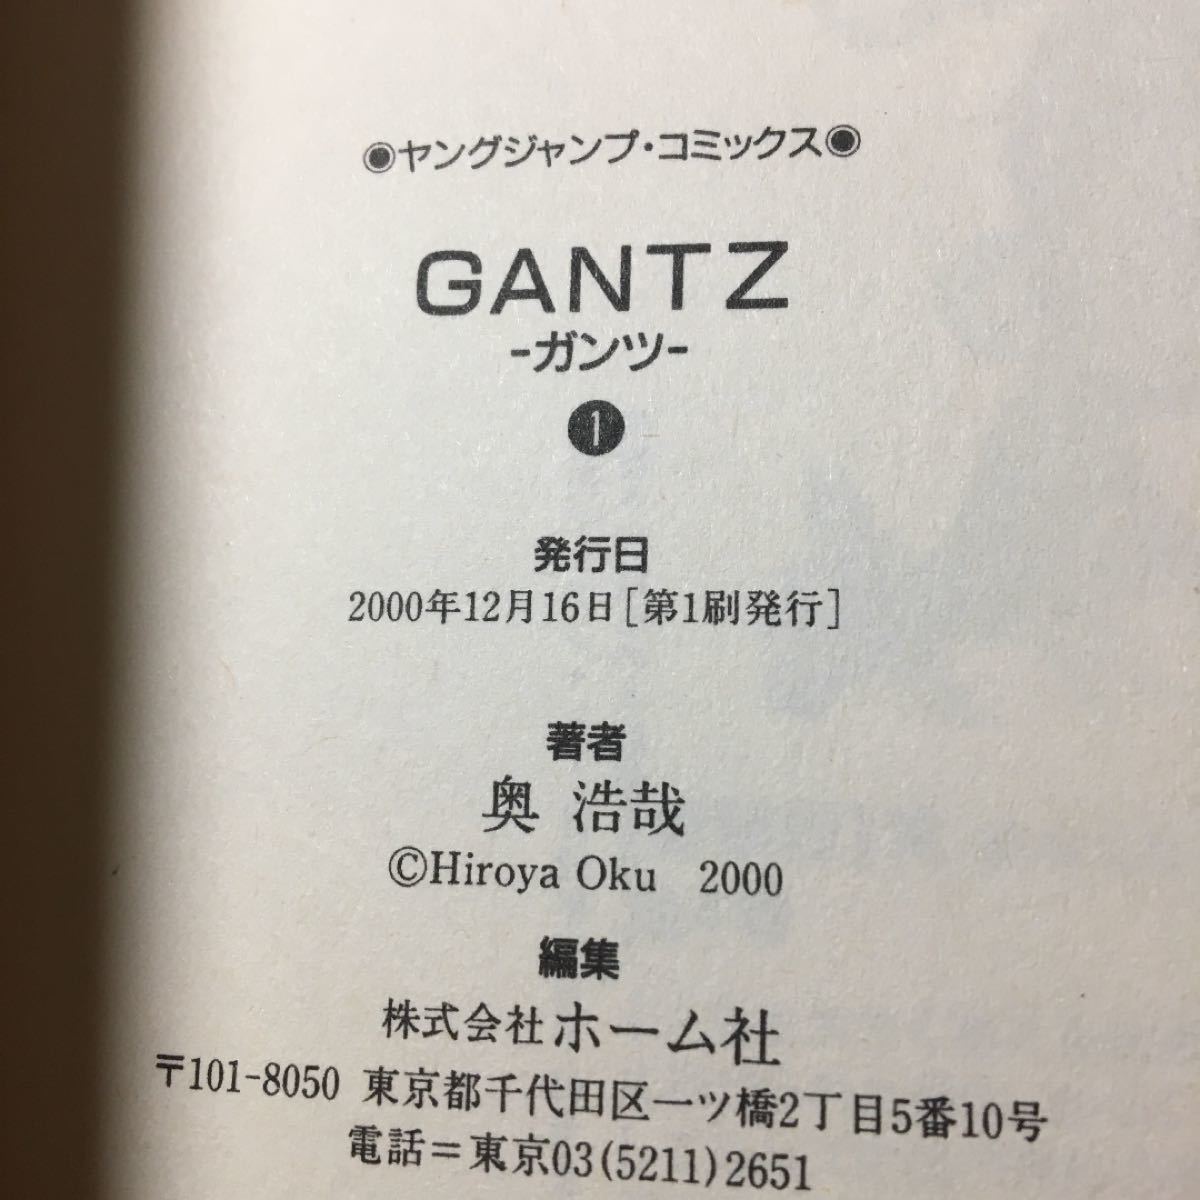 ◉ヤングジャンプ・コミックス◉
GANTZ
-ガンツ-
❶
発行日
2000年12月16日[第1刷発行]
著者
奥 浩哉
©Hiroya Oku 2000
編集
株式会社ホーム社
〒101-8050 東京都千代田区一ツ橋2丁目5番10号
電話＝東京03(5211)2651